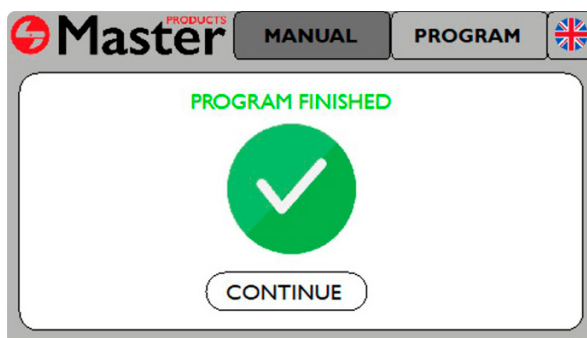 Master PRODUCTS
MANUAL
PROGRAM
PROGRAM FINISHED
CONTINUE